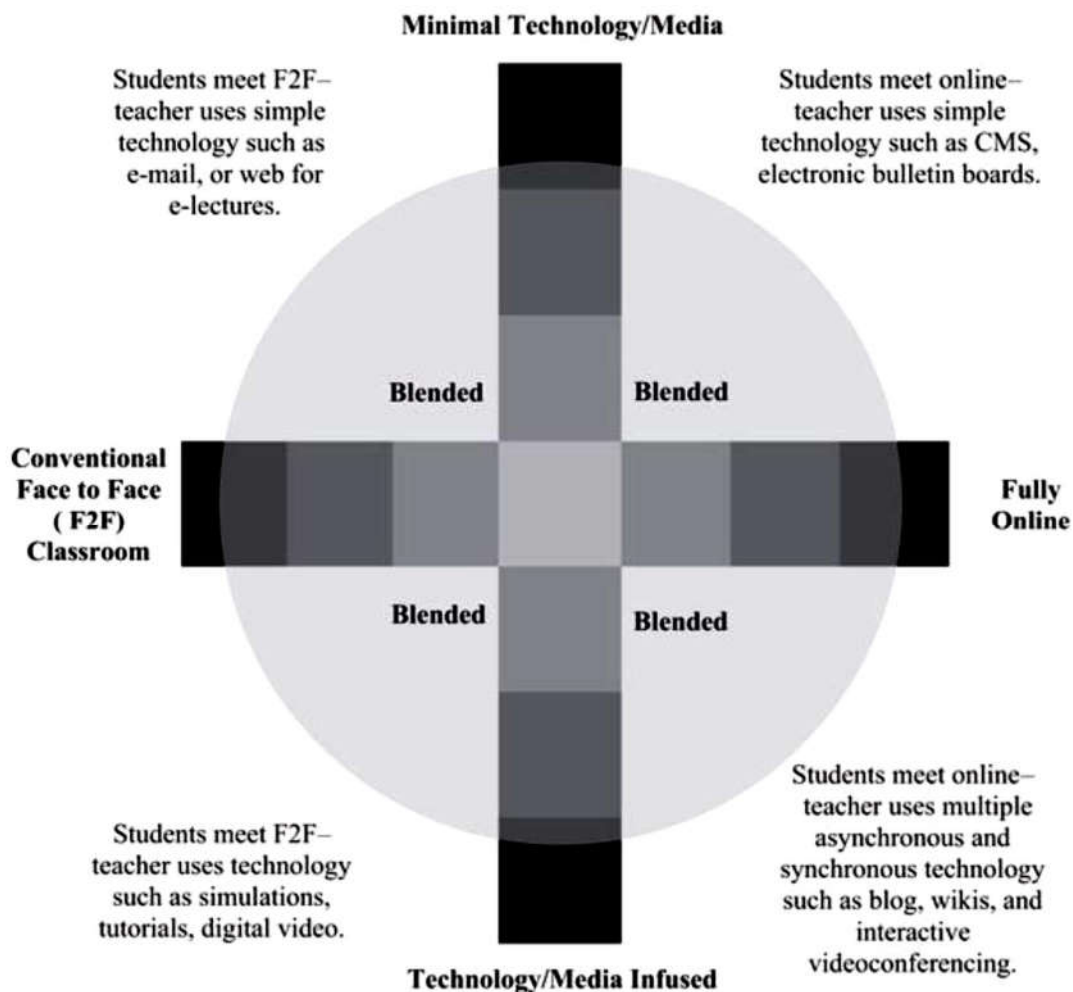 Minimal Technology/Media
Students meet F2F–
teacher uses simple
technology such as
e-mail, or web for
e-lectures.
Students meet online–
teacher uses simple
technology such as CMS,
electronic bulletin boards.
Blended
Blended
Conventional
Face to Face
( F2F)
Classroom
Fully
Online
Blended
Blended
Students meet F2F–
teacher uses technology
such as simulations,
tutorials, digital video.
Students meet online–
teacher uses multiple
asynchronous and
synchronous technology
such as blog, wikis, and
interactive
videoconferencing.
Technology/Media Infused